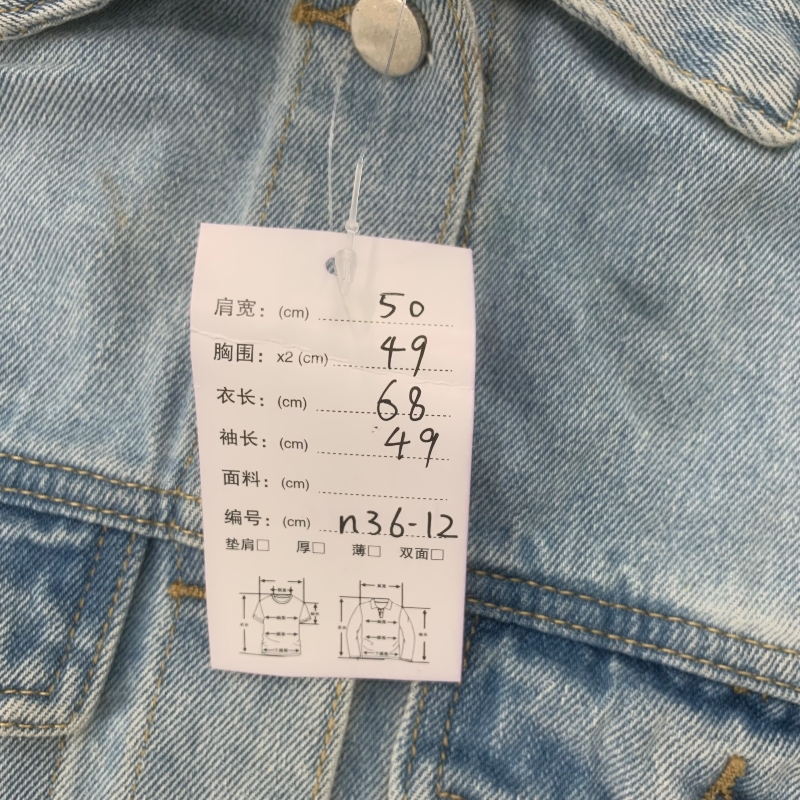 肩宽：(cm) 50
胸围：x2 (cm) 49
衣长：(cm) 68
袖长：(cm) 49
面料：(cm)
编号：(cm) n36-12
垫肩□ 厚□ 薄□ 双面□